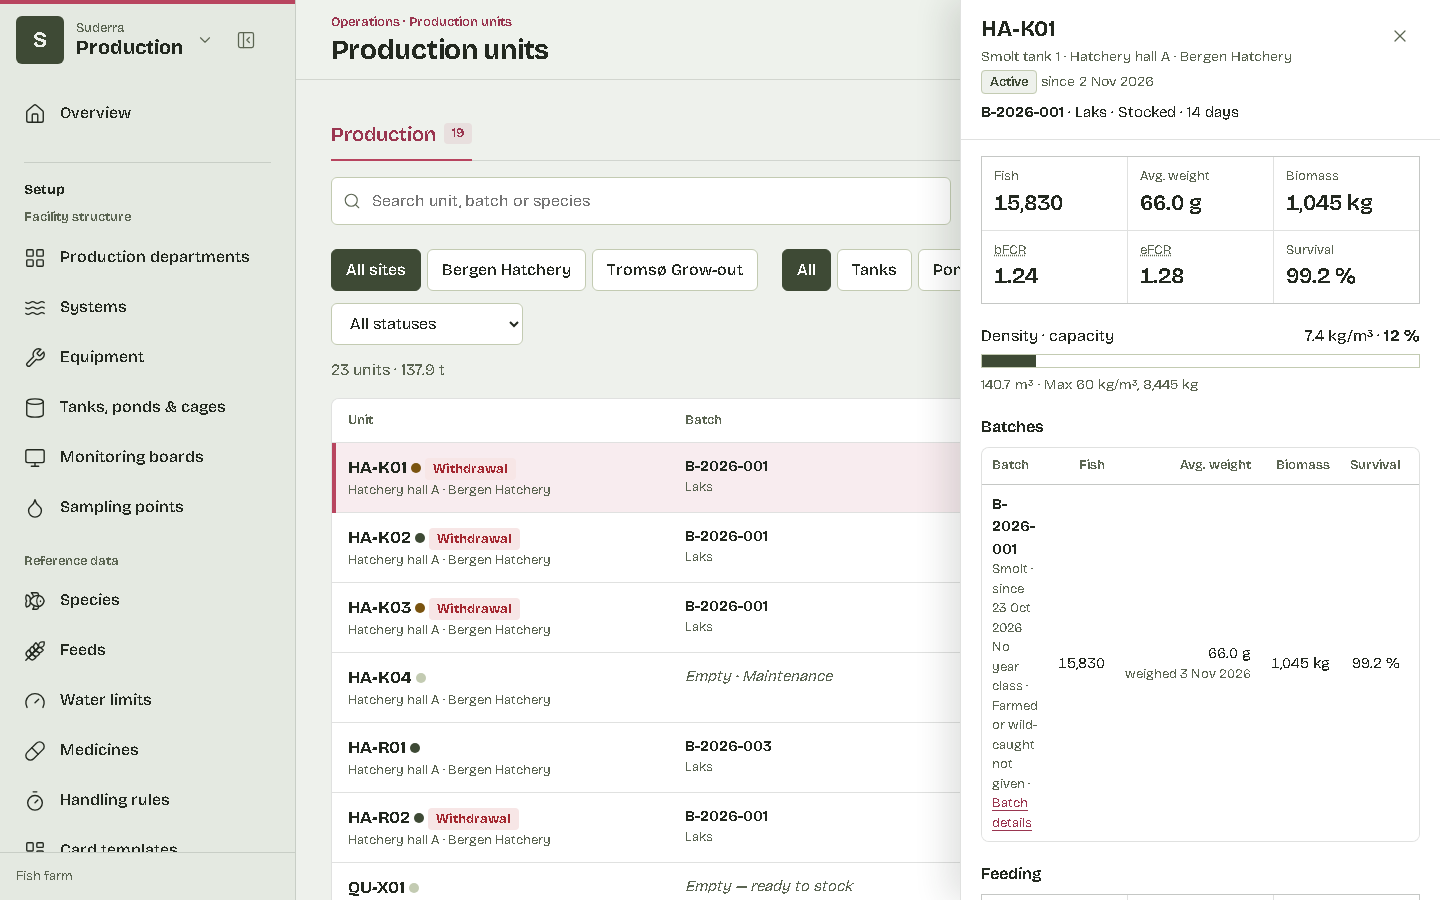 S
Suderra
Production
Overview
Setup
Facility structure
Production departments
Systems
Equipment
Tanks, ponds & cages
Monitoring boards
Sampling points
Reference data
Species
Feeds
Water limits
Medicines
Handling rules
Card templates
Fish farm
Operations · Production units
Production units
Production 19
Search unit, batch or species
All sites Bergen Hatchery Tromsø Grow-out All Tanks
All statuses
23 units · 137.9 t
Unit Batch
HA-K01 Withdrawal B-2026-001
Hatchery hall A · Bergen Hatchery Laks
HA-K02 Withdrawal B-2026-001
Hatchery hall A · Bergen Hatchery Laks
HA-K03 Withdrawal B-2026-001
Hatchery hall A · Bergen Hatchery Laks
HA-K04 Empty · Maintenance
Hatchery hall A · Bergen Hatchery
HA-R01 B-2026-003
Hatchery hall A · Bergen Hatchery Laks
HA-R02 Withdrawal B-2026-001
Hatchery hall A · Bergen Hatchery Laks
QU-X01 Empty — ready to stock
HA-K01
Smolt tank 1 · Hatchery hall A · Bergen Hatchery
Active since 2 Nov 2026
B-2026-001 · Laks · Stocked · 14 days
Fish Avg. weight Biomass
15,830 66.0 g 1,045 kg
bFCR eFCR Survival
1.24 1.28 99.2 %
Density · capacity 7.4 kg/m³ · 12 %
140.7 m³ · Max 60 kg/m³, 8,445 kg
Batches
Batch Fish Avg. weight Biomass Survival
B-
2026-
001
Smolt ·
since
23 Oct
2026
No
year
class ·
Farmed
or wild-
caught
not
given ·
Batch
details
15,830 66.0 g 1,045 kg 99.2 %
weighed 3 Nov 2026
Feeding